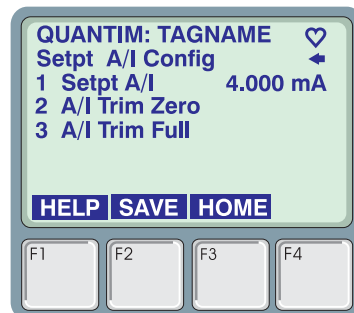 QUANTIM: TAGNAME
Setpt A/I Config
1 Setpt A/I 4.000 mA
2 A/I Trim Zero
3 A/I Trim Full
HELP SAVE HOME
F1 F2 F3 F4